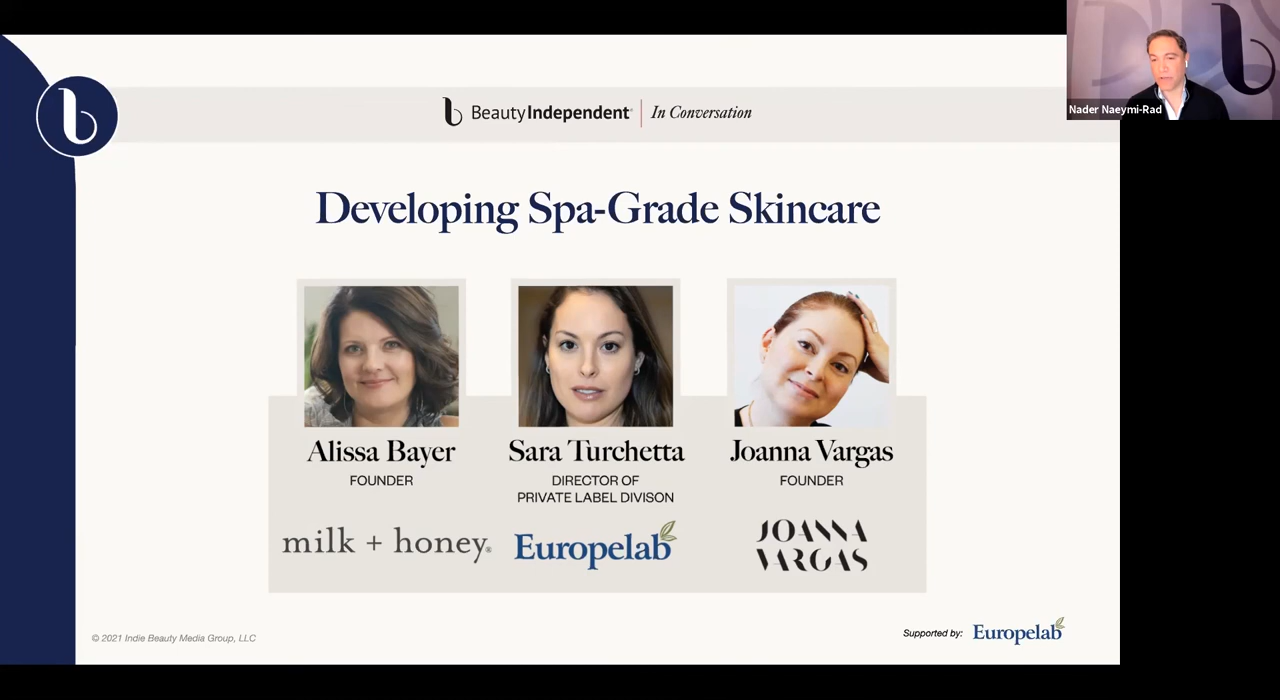 Nader Naeymi-Rad
BeautyIndependent® | In Conversation
Developing Spa-Grade Skincare
Alissa Bayer
FOUNDER
milk + honey®
Sara Turchetta
DIRECTOR OF
PRIVATE LABEL DIVISON
Europelab
Joanna Vargas
FOUNDER
JOANNA
VARGAS
© 2021 Indie Beauty Media Group, LLC
Supported by: Europelab